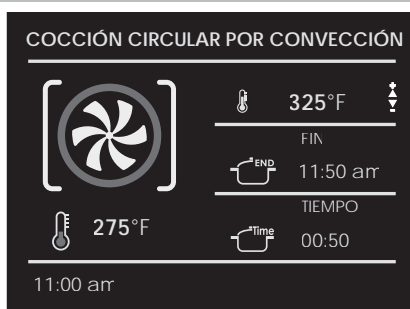 COCCIÓN CIRCULAR POR CONVECCIÓN
325°F
FIN
END
11:50 am
275°F
TIEMPO
Time
00:50
11:00 am